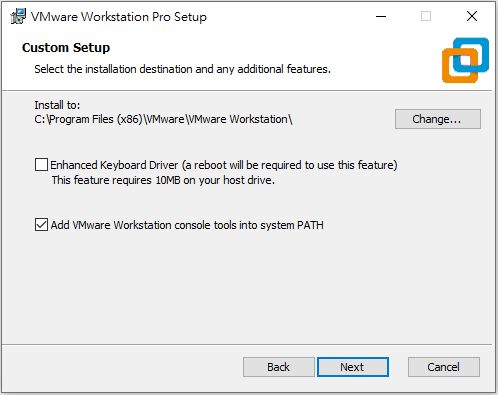 VMware Workstation Pro Setup
Custom Setup
Select the installation destination and any additional features.
Install to:
C:\Program Files (x86)\VMware\VMware Workstation\
Change...
Enhanced Keyboard Driver (a reboot will be required to use this feature)
This feature requires 10MB on your host drive.
Add VMware Workstation console tools into system PATH
Back
Next
Cancel